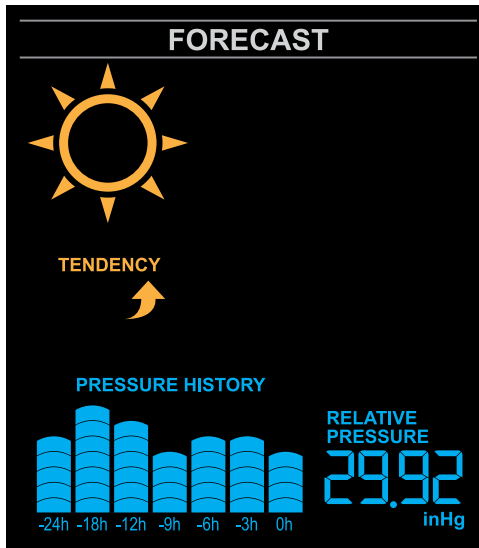 FORECAST
TENDENCY
PRESSURE HISTORY
-24h -18h -12h -9h -6h -3h 0h
RELATIVE
PRESSURE
29.92
inHg